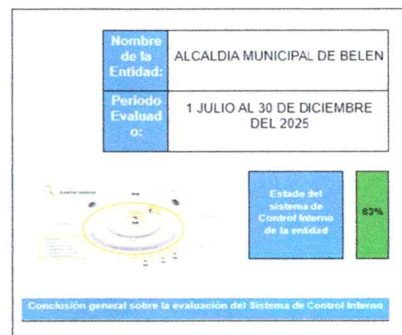 Nombre
de la
Entidad:
ALCALDIA MUNICIPAL DE BELEN
Periodo
Evaluad
o:
1 JULIO AL 30 DE DICIEMBRE
DEL 2025
Estado del
sistema de
Control Interno
de la entidad
83%
Conclusión general sobre la evaluación del Sistema de Control Interno